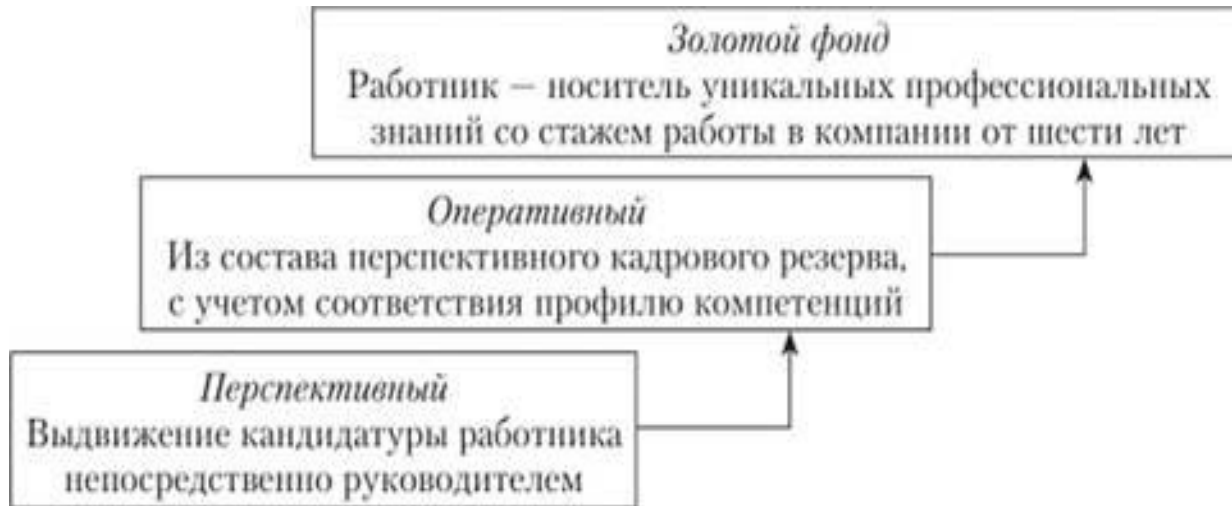 Золотой фонд
Работник — носитель уникальных профессиональных
знаний со стажем работы в компании от шести лет
Оперативный
Из состава перспективного кадрового резерва,
с учетом соответствия профилю компетенций
Перспективный
Выдвижение кандидатуры работника
непосредственно руководителем